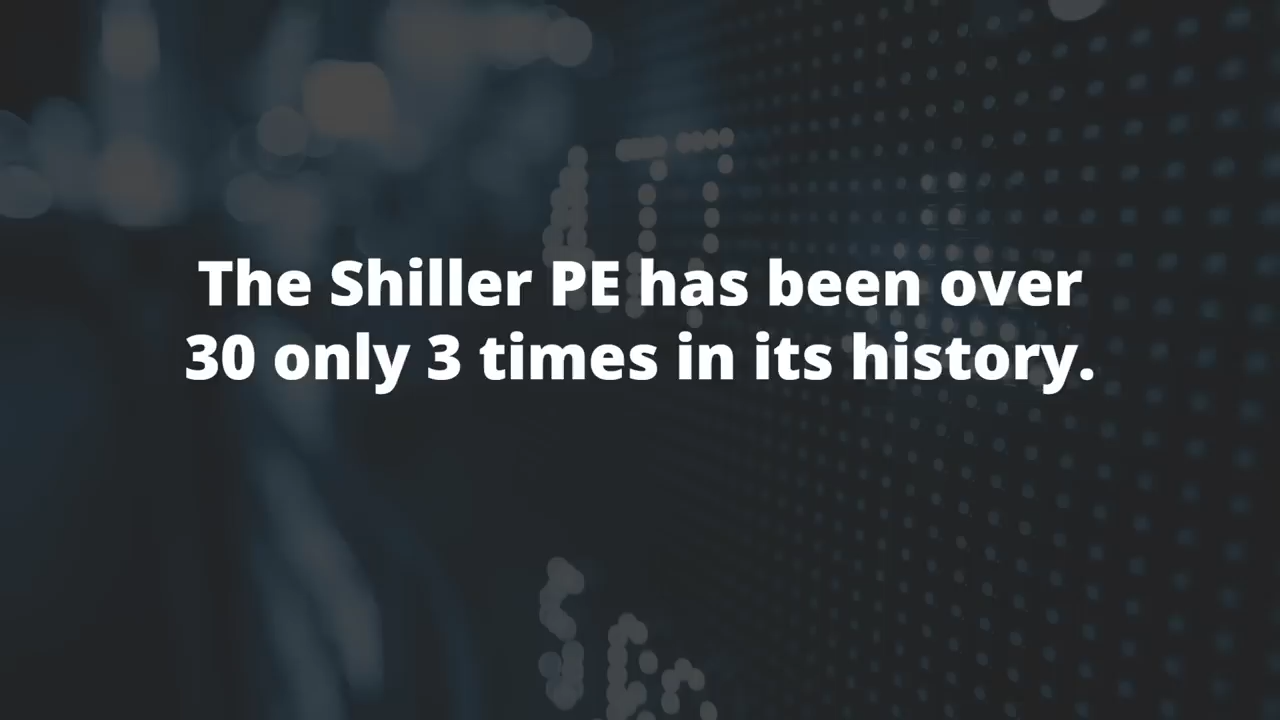 The Shiller PE has been over
30 only 3 times in its history.